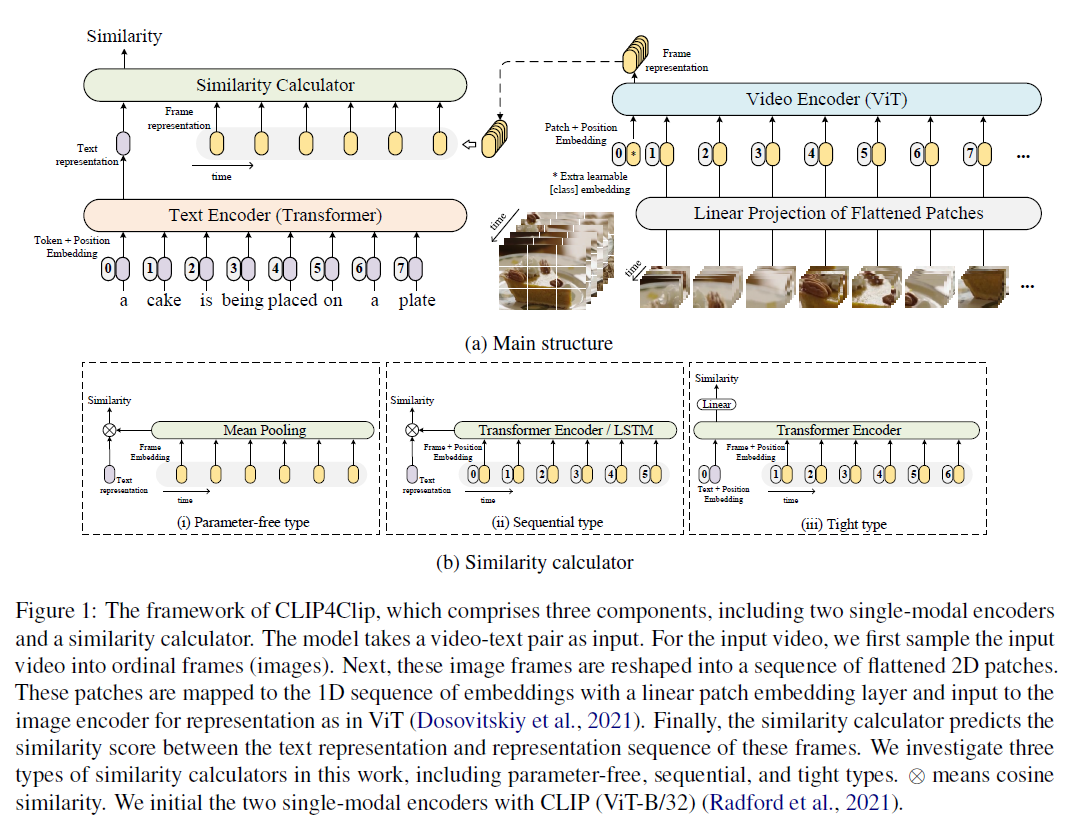 Similarity
Similarity Calculator
Frame
representation
Text
representation
time
Text Encoder (Transformer)
Token + Position
Embedding
0 1 2 3 4 5 6 7
a cake is being placed on a plate
Frame
representation
Video Encoder (ViT)
Patch + Position
Embedding
0 * 1 2 3 4 5 6 7 ...
* Extra learnable
[class] embedding
Linear Projection of Flattened Patches
time
time
...
(a) Main structure
Similarity
Mean Pooling
Frame
Embedding
Text
representation
time
(i) Parameter-free type
Similarity
Transformer Encoder / LSTM
Frame + Position
Embedding
0 1 2 3 4 5
Text
representation
time
(ii) Sequential type
Similarity
Linear
Transformer Encoder
Frame + Position
Embedding
0 1 2 3 4 5 6
Text + Position
Embedding
time
(iii) Tight type
(b) Similarity calculator
Figure 1: The framework of CLIP4Clip, which comprises three components, including two single-modal encoders
and a similarity calculator. The model takes a video-text pair as input. For the input video, we first sample the input
video into ordinal frames (images). Next, these image frames are reshaped into a sequence of flattened 2D patches.
These patches are mapped to the 1D sequence of embeddings with a linear patch embedding layer and input to the
image encoder for representation as in ViT (Dosovitskiy et al., 2021). Finally, the similarity calculator predicts the
similarity score between the text representation and representation sequence of these frames. We investigate three
types of similarity calculators in this work, including parameter-free, sequential, and tight types. ⊗ means cosine
similarity. We initial the two single-modal encoders with CLIP (ViT-B/32) (Radford et al., 2021).